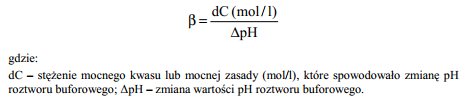 β = dC (mol / l) / ΔpH
gdzie:
dC – stężenie mocnego kwasu lub mocnej zasady (mol/l), które spowodowało zmianę pH
roztworu buforowego; ΔpH – zmiana wartości pH roztworu buforowego.